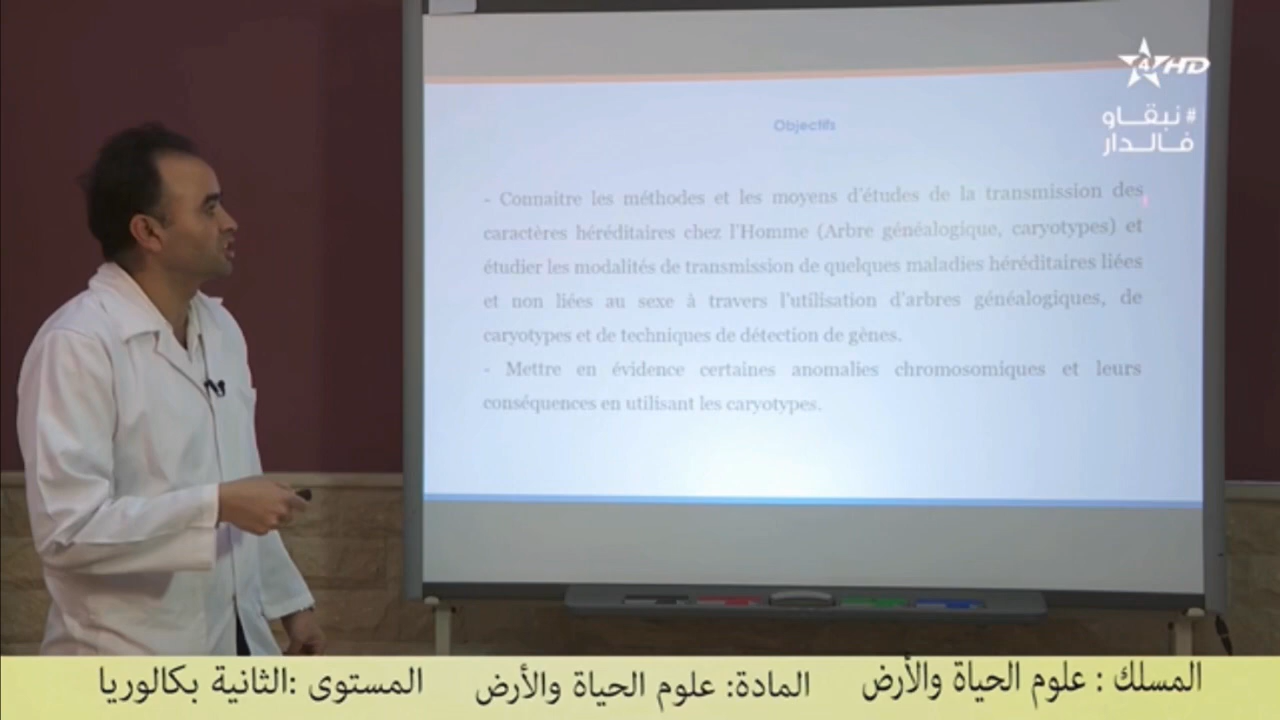 4 HD
# نبقاو
فالدار
Objectifs
- Connaitre les méthodes et les moyens d'études de la transmission des
caractères héréditaires chez l'Homme (Arbre généalogique, caryotypes) et
étudier les modalités de transmission de quelques maladies héréditaires liées
et non liées au sexe à travers l'utilisation d'arbres généalogiques, de
caryotypes et de techniques de détection de gènes.
- Mettre en évidence certaines anomalies chromosomiques et leurs
conséquences en utilisant les caryotypes.
المسلك : علوم الحياة والأرض المادة: علوم الحياة والأرض المستوى :الثانية بكالوريا